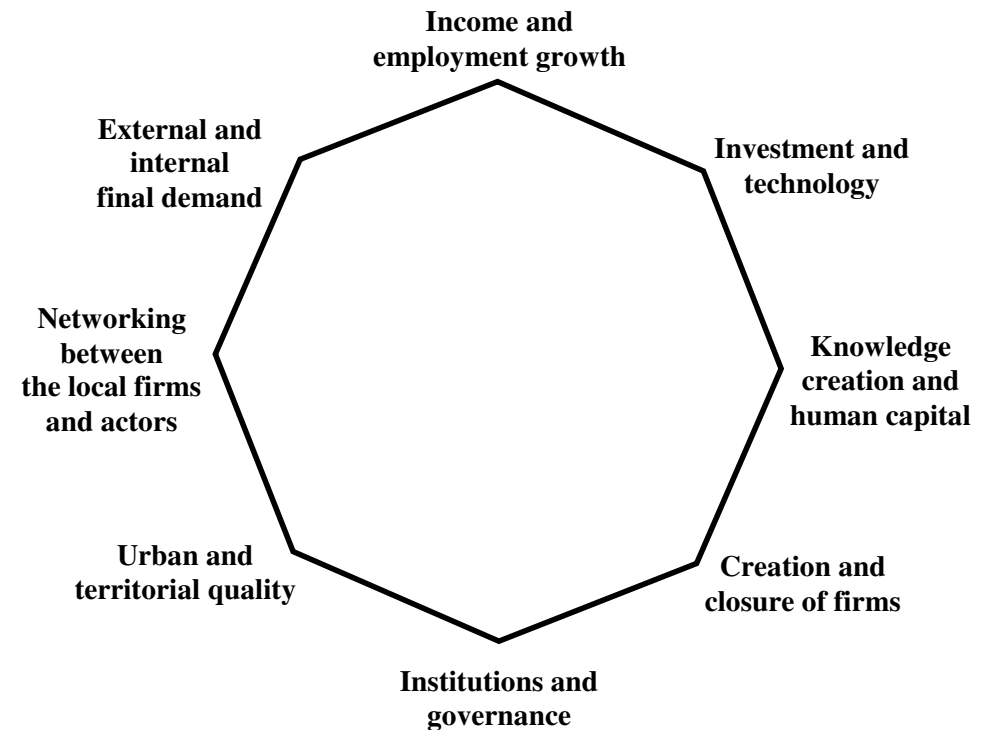 Income and
employment growth
External and
internal
final demand
Investment and
technology
Networking
between
the local firms
and actors
Knowledge
creation and
human capital
Urban and
territorial quality
Creation and
closure of firms
Institutions and
governance